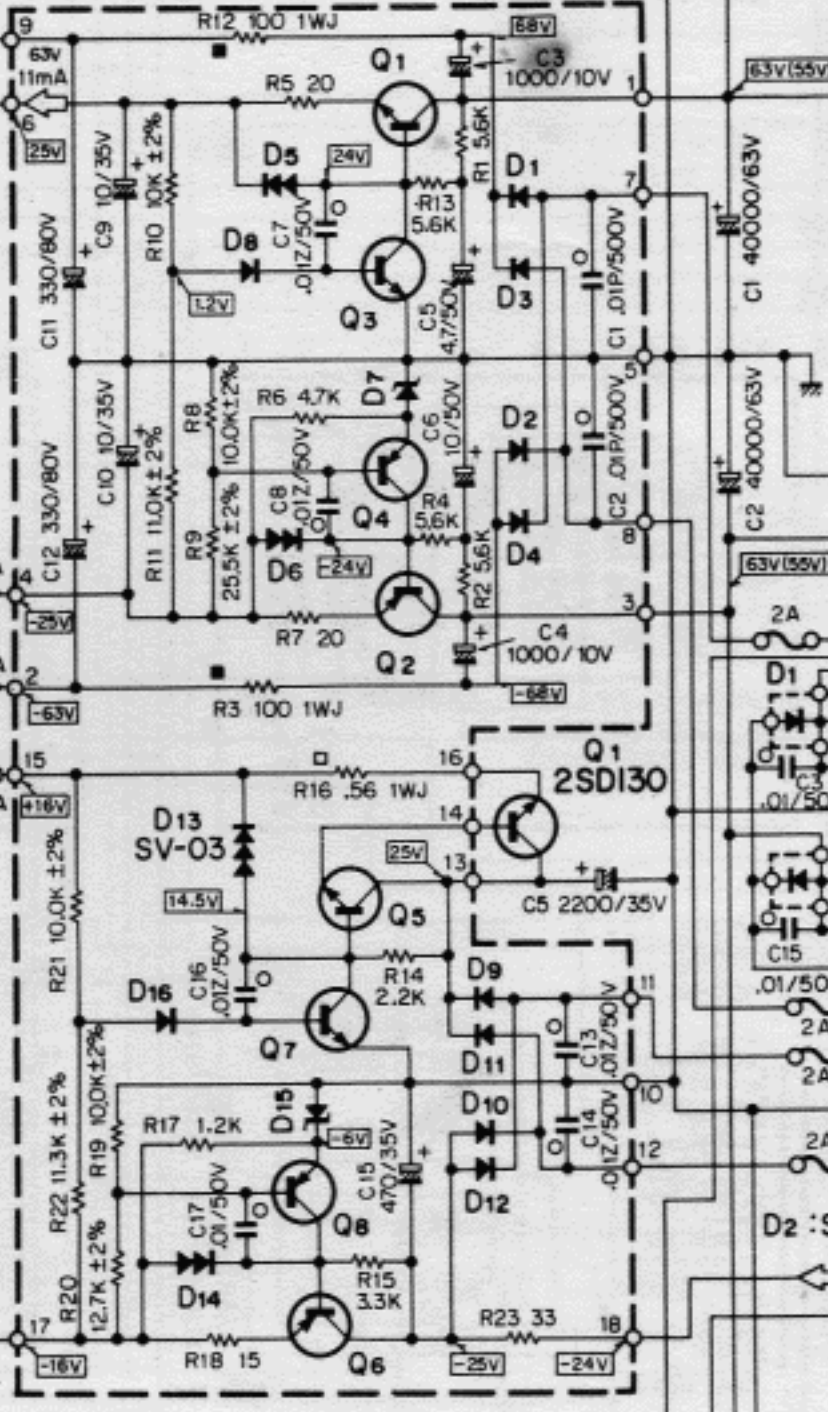 9
R12 100 1WJ
68V
63V
11mA
Q1
C3
1000/10V
63V(55V)
R5 20
1
6
25V
D5
24V
R1 5.6K
D1
7
C9 10/35V
R10 10K ±2%
R13
5.6K
C7
.01Z/50V
D8
C11 330/80V
1.2V
Q3
C5
4.7/50V
D3
C1 .01P/500V
C1 40000/63V
5
D7
R6 4.7K
R8
10.0K±2%
C6
10/50V
D2
C10 10/35V
R11 11.0K±2%
C8
.01Z/50V
Q4
R4
5.6K
C2 .01P/500V
C2 40000/63V
R9
25.5K ±2%
D6
-24V
D4
8
C12 330/80V
R2 5.6K
63V(55V)
4
-25V
3
R7 20
Q2
C4
1000/10V
2A
2
-63V
R3 100 1WJ
-68V
D1
15
+16V
R16 .56 1WJ
16
Q1
2SD130
C3
.01/50
D13
SV-03
14
25V
13
14.5V
Q5
C5 2200/35V
R21 10.0K ±2%
C15
.01/50
D16
C16
.01Z/50V
R14
2.2K
D9
11
Q7
D11
C13
.01Z/50V
2A
2A
10
R22 11.3K ±2%
R19 10.0K±2%
R17 1.2K
D15
-6V
D10
C14
.01Z/50V
12
2A
C15
470/35V
D12
C17
.01/50V
Q8
D2 :S
R20
12.7K ±2%
D14
R15
3.3K
17
-16V
R18 15
Q6
R23 33
18
-25V
-24V